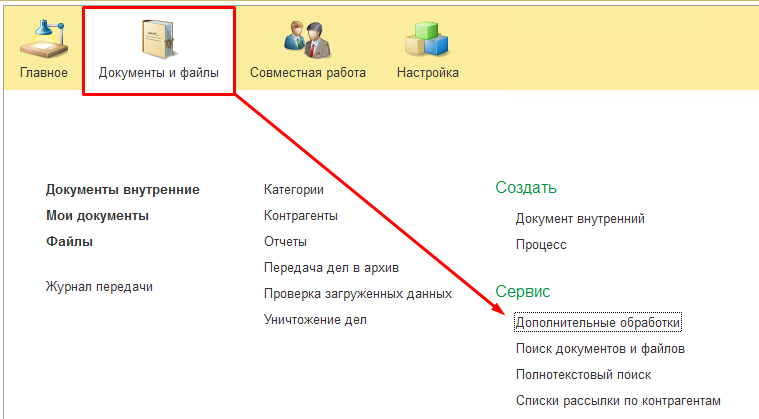 Главное
Документы и файлы
Совместная работа
Настройка
Документы внутренние
Мои документы
Файлы
Журнал передачи
Категории
Контрагенты
Отчеты
Передача дел в архив
Проверка загруженных данных
Уничтожение дел
Создать
Документ внутренний
Процесс
Сервис
Дополнительные обработки
Поиск документов и файлов
Полнотекстовый поиск
Списки рассылки по контрагентам